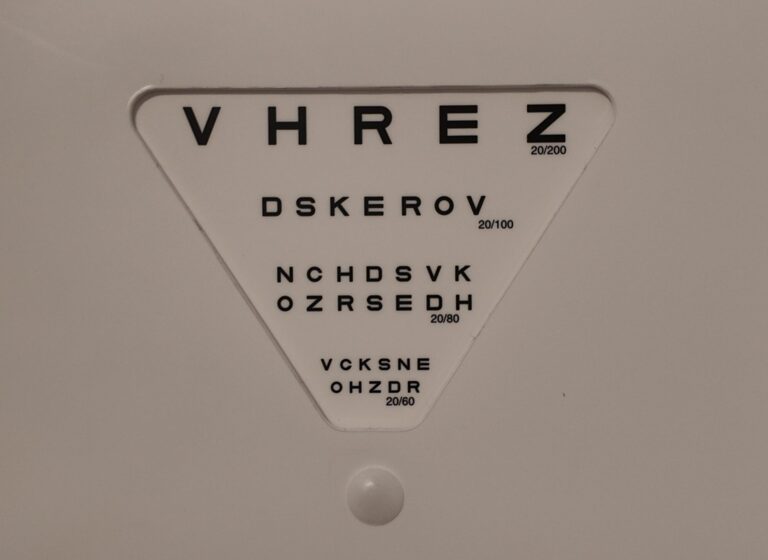 V H R E Z
20/200
D S K E R O V
20/100
N C H D S V K
O Z R S E D H
20/80
V C K S N E
O H Z D R
20/60